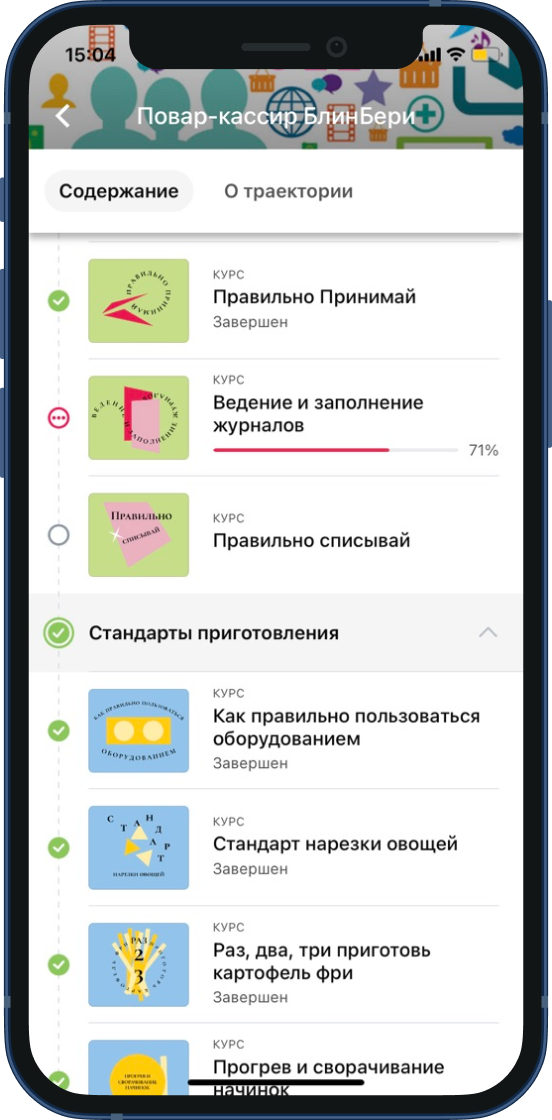 15:04
Повар-кассир БлинБери
Содержание
О траектории
ПРАВИЛЬНО ПРИНИМАЙ
КУРС
Правильно Принимай
Завершен
ВЕДЕНИЕ И ЗАПОЛНЕНИЕ ЖУРНАЛОВ
КУРС
Ведение и заполнение
журналов
71%
ПРАВИЛЬНО
СПИСЫВАЙ
КУРС
Правильно списывай
Стандарты приготовления
КАК ПРАВИЛЬНО ПОЛЬЗОВАТЬСЯ
ОБОРУДОВАНИЕМ
КУРС
Как правильно пользоваться
оборудованием
Завершен
СТАНДАРТ
НАРЕЗКИ ОВОЩЕЙ
КУРС
Стандарт нарезки овощей
Завершен
РАЗ
2
3
КУРС
Раз, два, три приготовь
картофель фри
Завершен
ПРОГРЕВ И
СВОРАЧИВАНИЕ
НАЧИНОК
КУРС
Прогрев и сворачивание
начинок